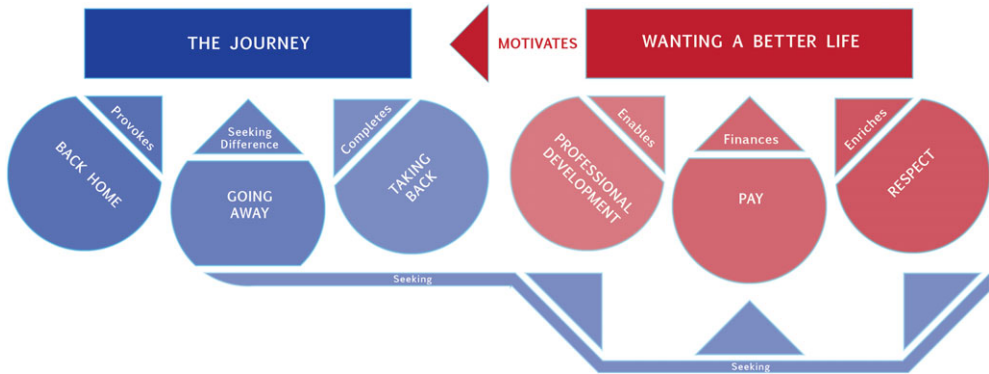 THE JOURNEY
MOTIVATES
WANTING A BETTER LIFE
Provokes
BACK HOME
Seeking
Difference
GOING
AWAY
Completes
TAKING
BACK
Enables
PROFESSIONAL
DEVELOPMENT
Finances
PAY
Enriches
RESPECT
Seeking
Seeking